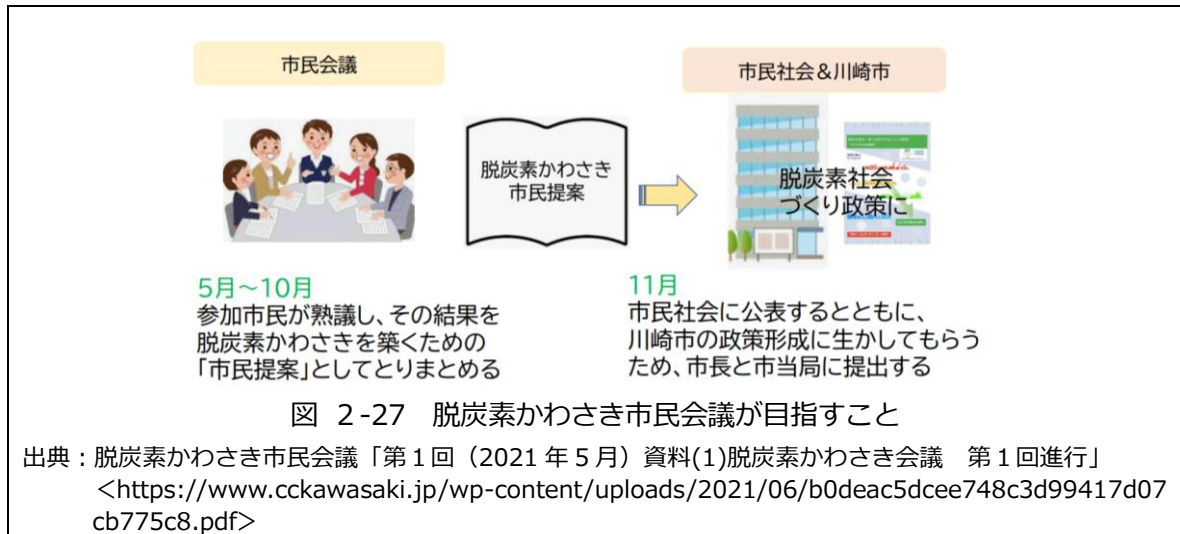 市民会議
市民社会&川崎市
脱炭素かわさき
市民提案
脱炭素社会
づくり政策に
5月～10月
参加市民が熟議し、その結果を
脱炭素かわさきを築くための
「市民提案」としてとりまとめる
11月
市民社会に公表するとともに、
川崎市の政策形成に生かしてもらう
ため、市長と市当局に提出する
図 2-27 脱炭素かわさき市民会議が目指すこと
出典：脱炭素かわさき市民会議「第１回（2021 年５月）資料(1)脱炭素かわさき会議　第１回進行」
＜https://www.cckawasaki.jp/wp-content/uploads/2021/06/b0deac5dcee748c3d99417d07
cb775c8.pdf＞